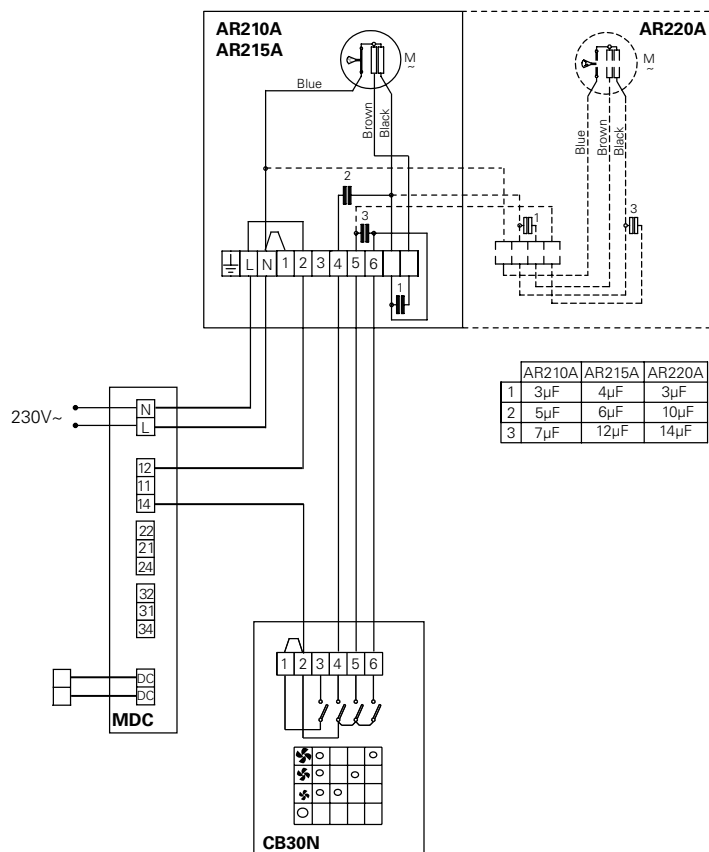 AR210A
AR215A
AR220A
M
~
M
~
Blue
Brown
Black
Blue
Brown
Black
2
3
1
3
L N 1 2 3 4 5 6
1
AR210A AR215A AR220A
1 3µF 4µF 3µF
2 5µF 6µF 10µF
3 7µF 12µF 14µF
230V~
N
L
12
11
14
22
21
24
32
31
34
DC
DC
MDC
1 2 3 4 5 6
CB30N